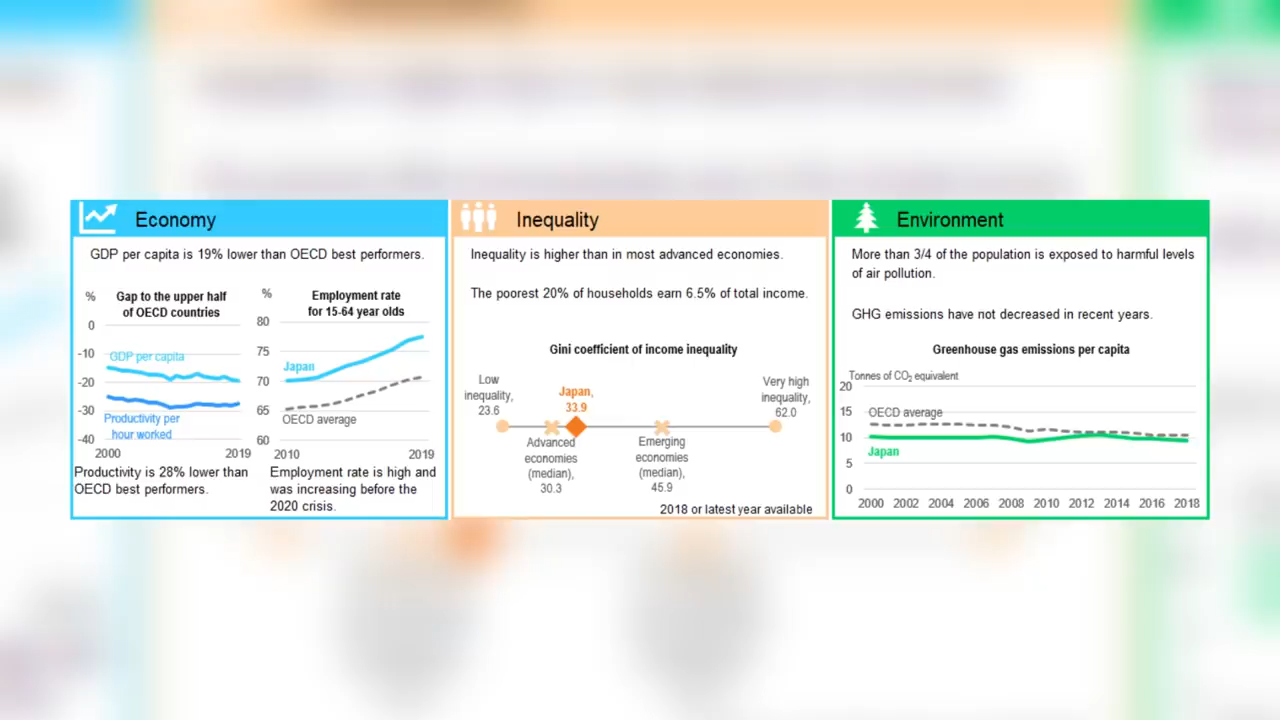 Economy
GDP per capita is 19% lower than OECD best performers.
%
Gap to the upper half
of OECD countries
0
-10
-20
-30
-40
GDP per capita
Productivity per
hour worked
2000
2019
Productivity is 28% lower than
OECD best performers.
%
Employment rate
for 15-64 year olds
80
75
70
65
60
Japan
OECD average
2010
2019
Employment rate is high and
was increasing before the
2020 crisis.
Inequality
Inequality is higher than in most advanced economies.
The poorest 20% of households earn 6.5% of total income.
Gini coefficient of income inequality
Low
inequality,
23.6
Japan,
33.9
Very high
inequality,
62.0
Advanced
economies
(median),
30.3
Emerging
economies
(median),
45.9
2018 or latest year available
Environment
More than 3/4 of the population is exposed to harmful levels
of air pollution.
GHG emissions have not decreased in recent years.
Greenhouse gas emissions per capita
Tonnes of CO₂ equivalent
20
15
10
5
0
OECD average
Japan
2000 2002 2004 2006 2008 2010 2012 2014 2016 2018